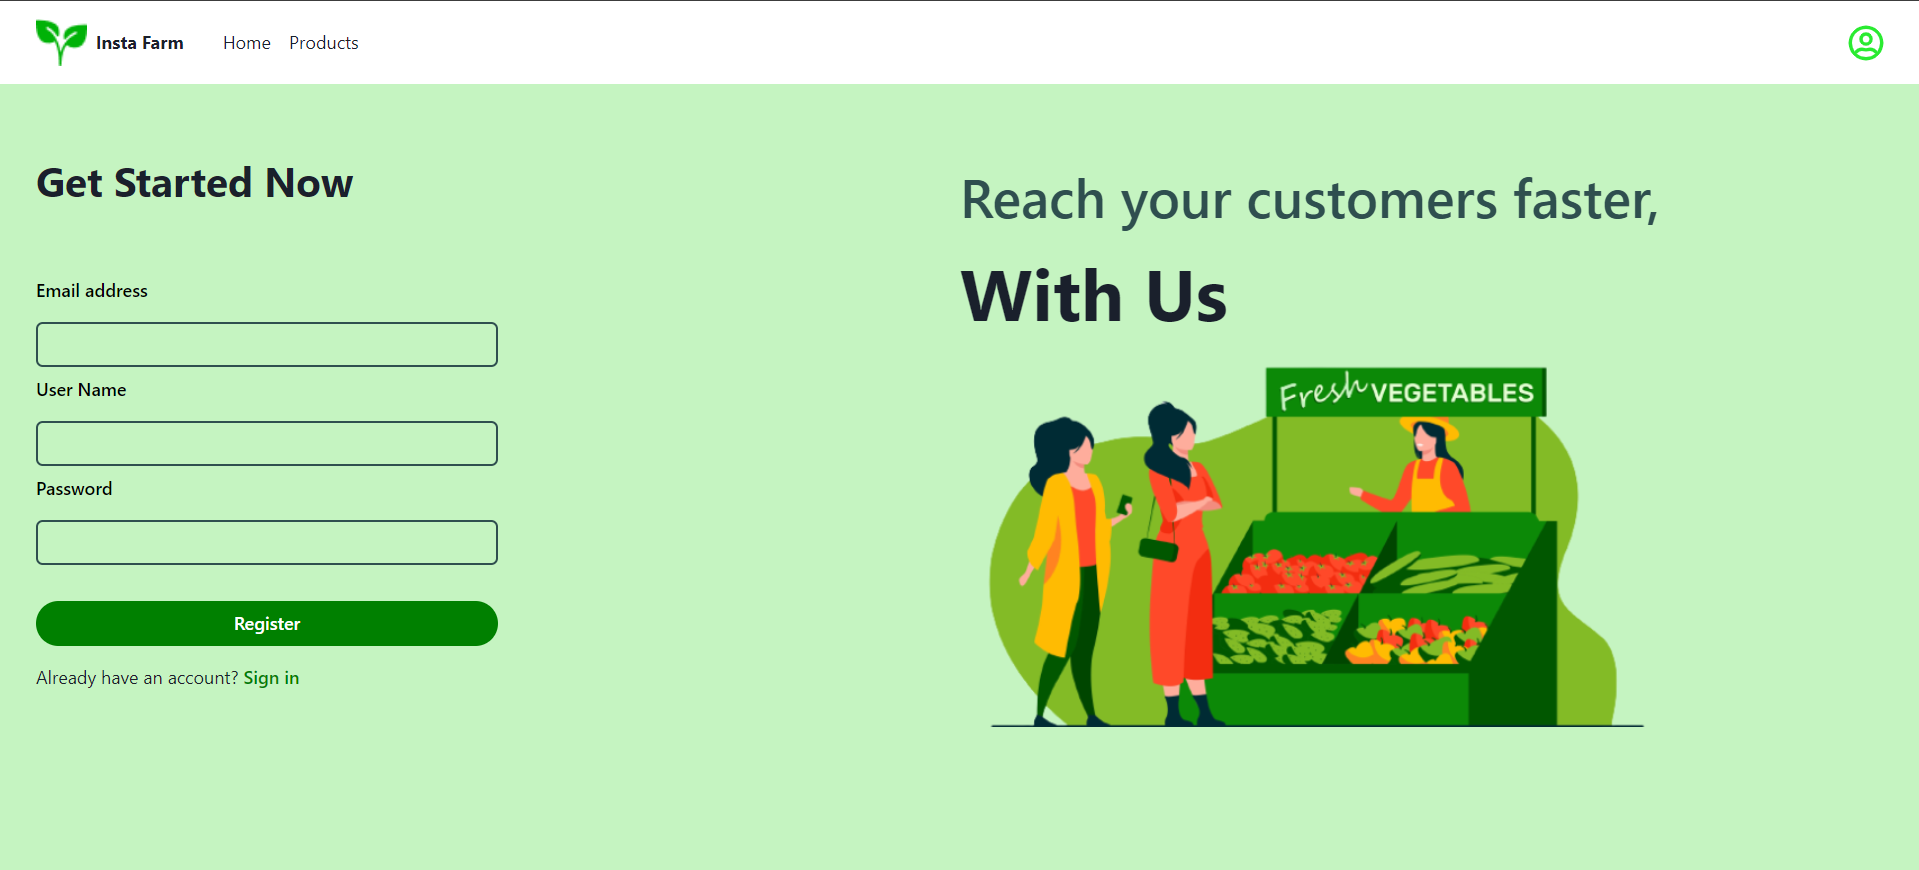 Insta Farm Home Products
Get Started Now
Email address
User Name
Password
Register
Already have an account? Sign in
Reach your customers faster,
With Us
Fresh VEGETABLES